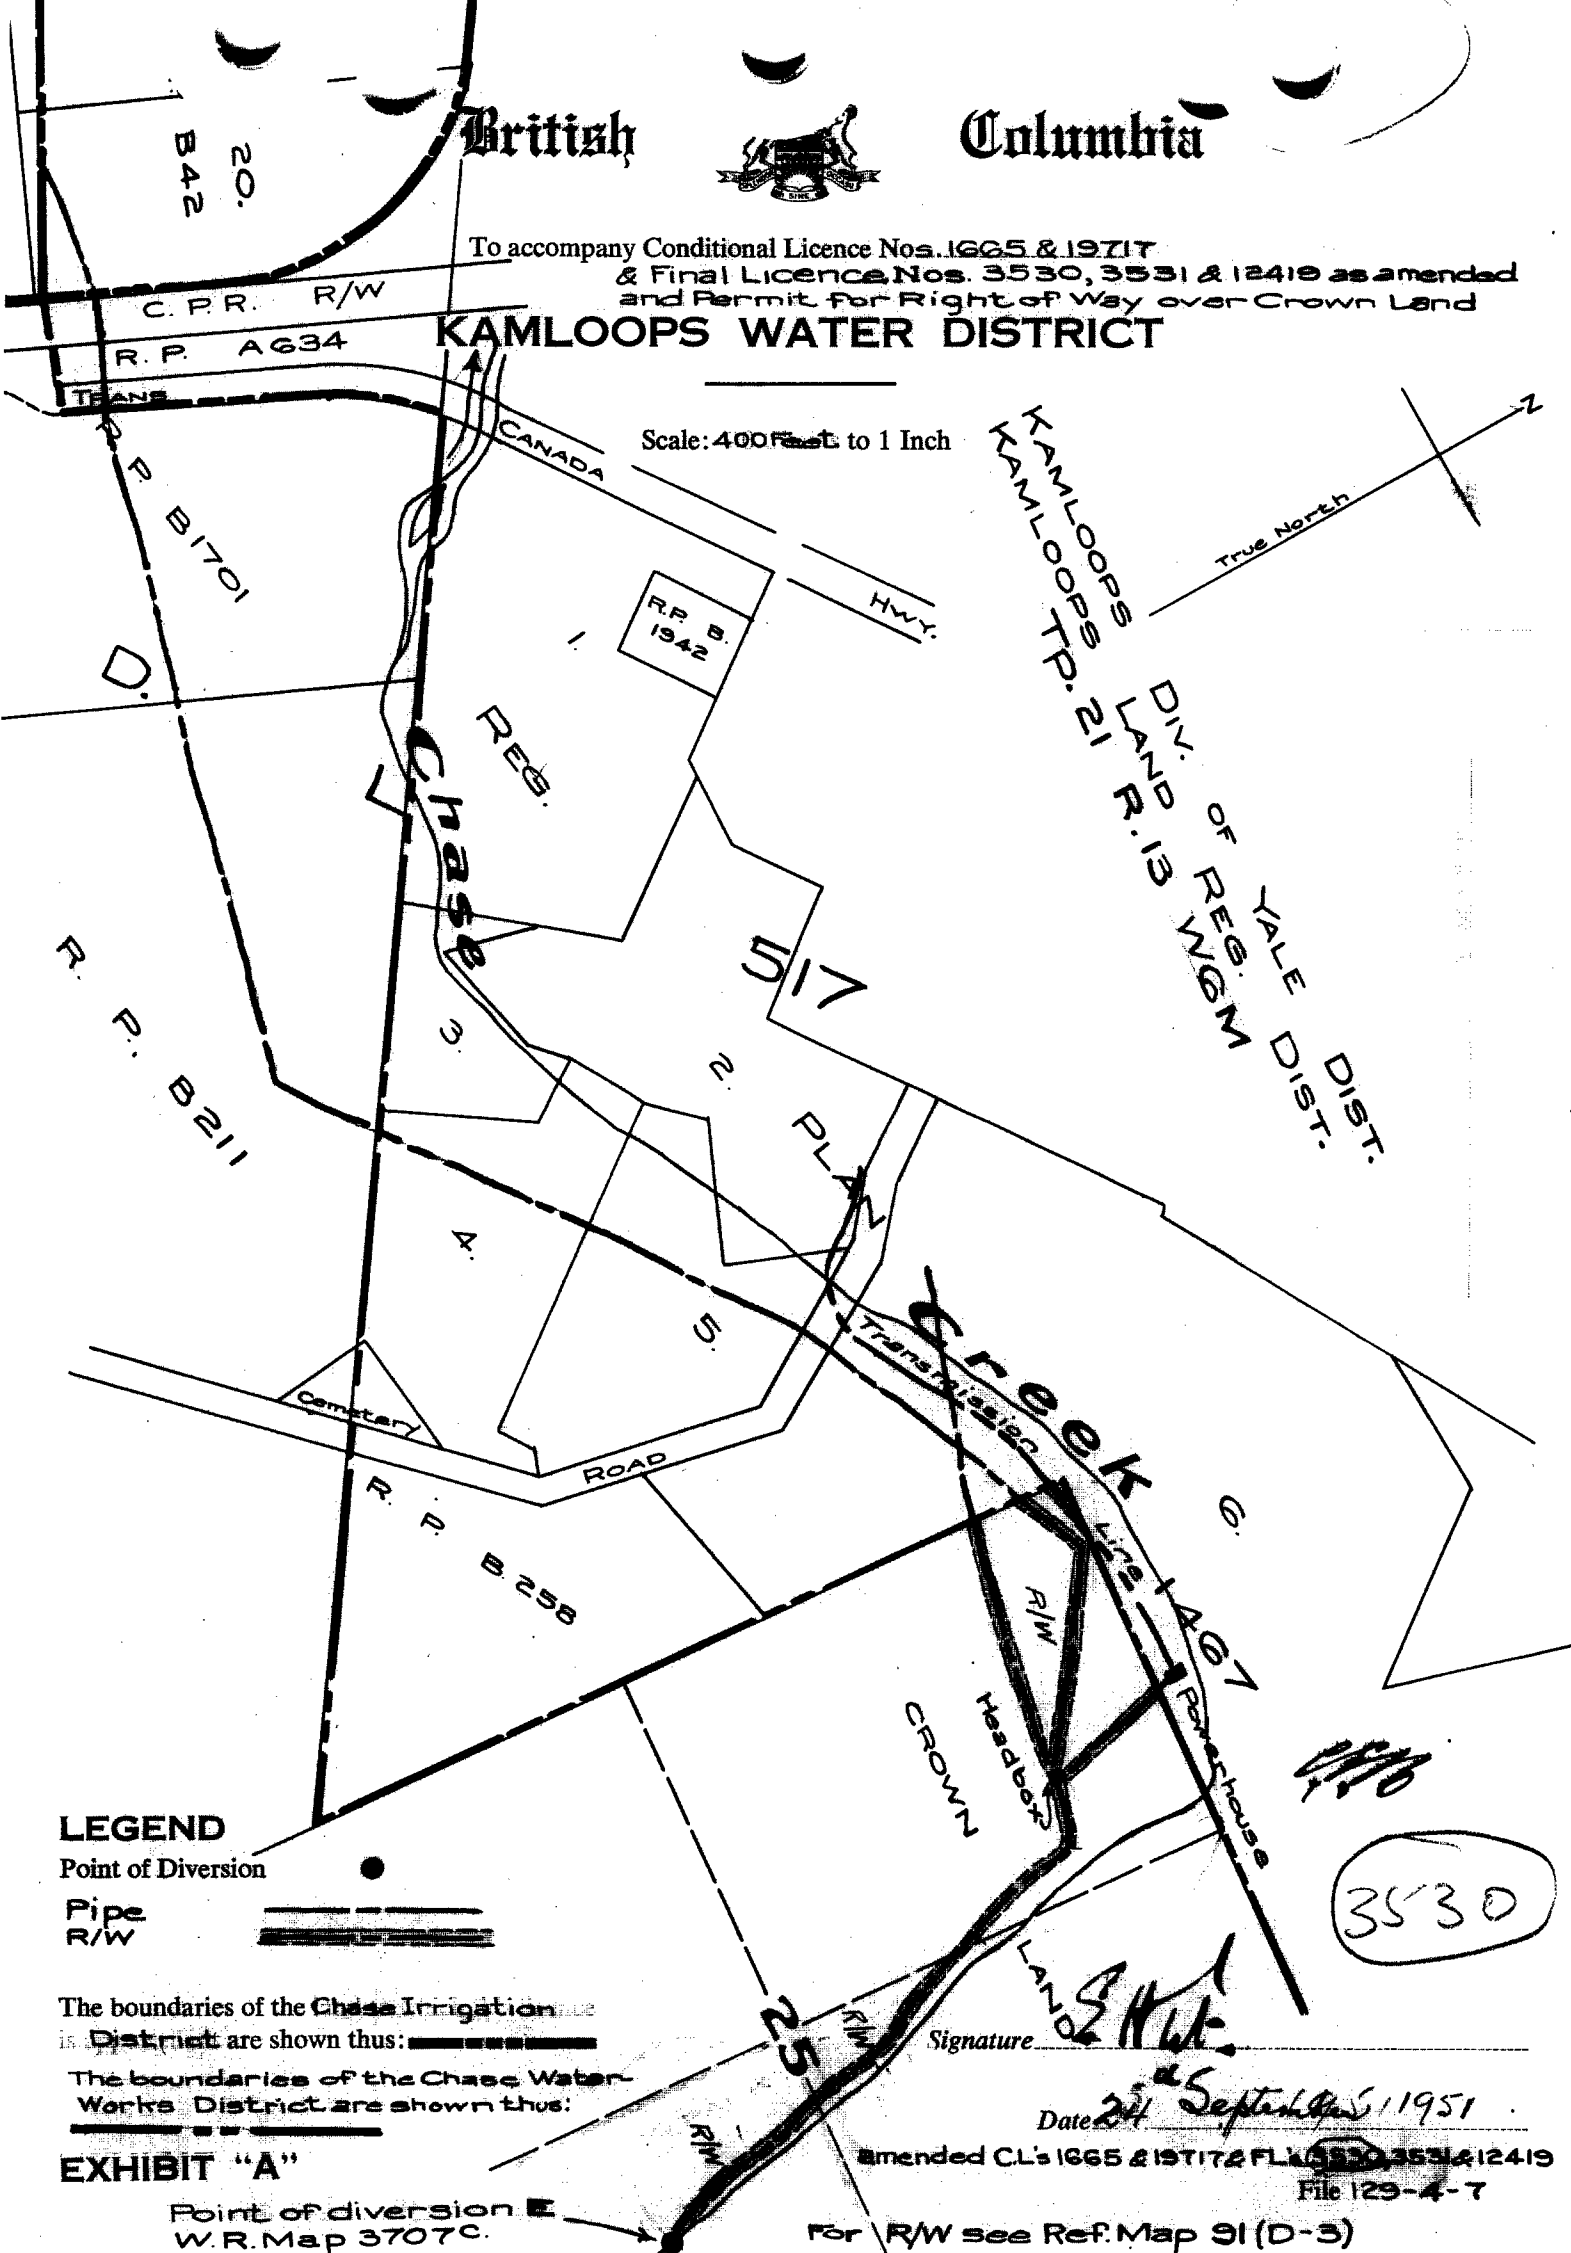 British Columbia
To accompany Conditional Licence Nos. 1665 & 19717
& Final Licence Nos. 3530, 3531 & 12419 as amended
and Permit for Right of Way over Crown Land
KAMLOOPS WATER DISTRICT
Scale: 400 Feet to 1 Inch
20.
B42
C. P. R. R/W
R. P. A634
TRANS
CANADA
HWY.
R. P. B1701
D.
1.
R.P. B.
1942
REG.
True North
N
KAMLOOPS DIV. OF YALE DIST.
KAMLOOPS LAND REG. DIST.
TP. 21 R. 13 W6M
Chase
517
3.
2.
PLAN
R. P. B211
4.
5.
Creek
Transmission
Line
6.
Cemetery
ROAD
R. P. B. 258
R/W
467
Headbox
Powerhouse
CROWN
LAND
25
R/W
R/W
3530
LEGEND
Point of Diversion
Pipe
R/W
The boundaries of the Chase Irrigation
District are shown thus:
The boundaries of the Chase Water-
Works District are shown thus:
EXHIBIT "A"
Signature
Date 24 September 1951
amended C.L's 1665 & 19717 & FL's 3530, 3531 & 12419
File 129-4-7
Point of diversion E
W.R. Map 3707C.
For R/W see Ref. Map 91 (D-3)